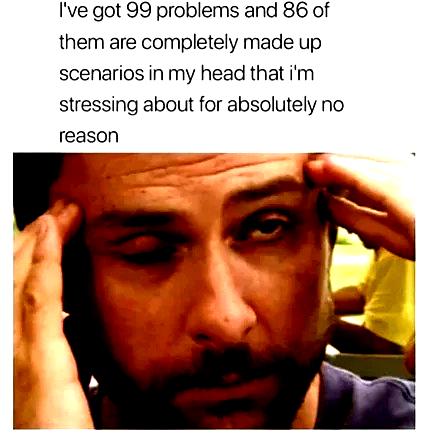 I've got 99 problems and 86 of
them are completely made up
scenarios in my head that i'm
stressing about for absolutely no
reason